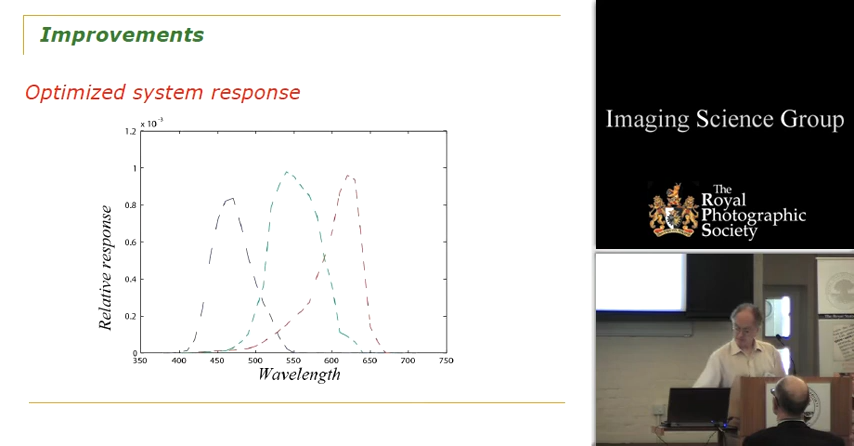 Improvements
Optimized system response
x 10⁻³
1.2
1
0.8
0.6
0.4
0.2
0
350
400
450
500
550
600
650
700
750
Relative response
Wavelength
Imaging Science Group
The
Royal
Photographic
Society